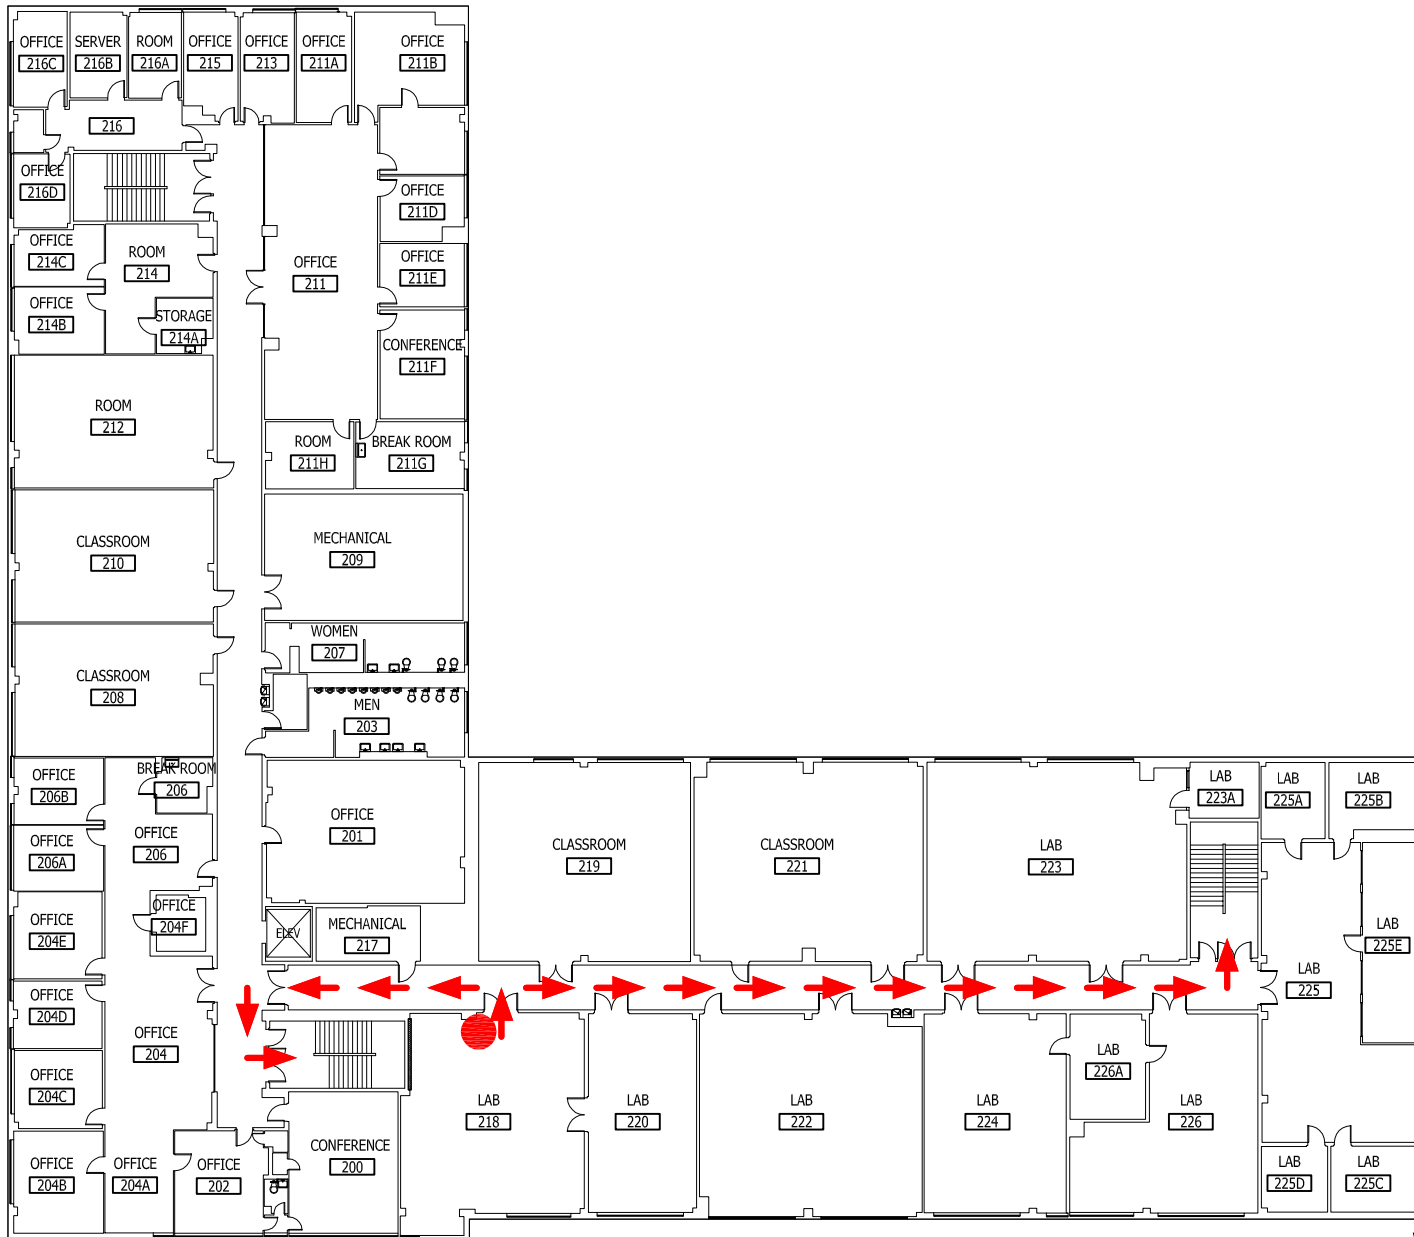 OFFICE
216C
SERVER
216B
ROOM
216A
OFFICE
215
OFFICE
213
OFFICE
211A
OFFICE
211B
216
OFFICE
216D
OFFICE
211D
OFFICE
214C
ROOM
214
OFFICE
211
OFFICE
211E
OFFICE
214B
STORAGE
214A
CONFERENCE
211F
ROOM
212
ROOM
211H
BREAK ROOM
211G
CLASSROOM
210
MECHANICAL
209
WOMEN
207
CLASSROOM
208
MEN
203
OFFICE
206B
BREAK ROOM
206
OFFICE
206A
OFFICE
206
OFFICE
201
CLASSROOM
219
CLASSROOM
221
LAB
223
LAB
223A
LAB
225A
LAB
225B
OFFICE
204E
OFFICE
204F
ELEV
MECHANICAL
217
LAB
225E
LAB
225
OFFICE
204D
OFFICE
204
OFFICE
204C
LAB
226A
LAB
218
LAB
220
LAB
222
LAB
224
LAB
226
OFFICE
204B
OFFICE
204A
OFFICE
202
CONFERENCE
200
LAB
225D
LAB
225C